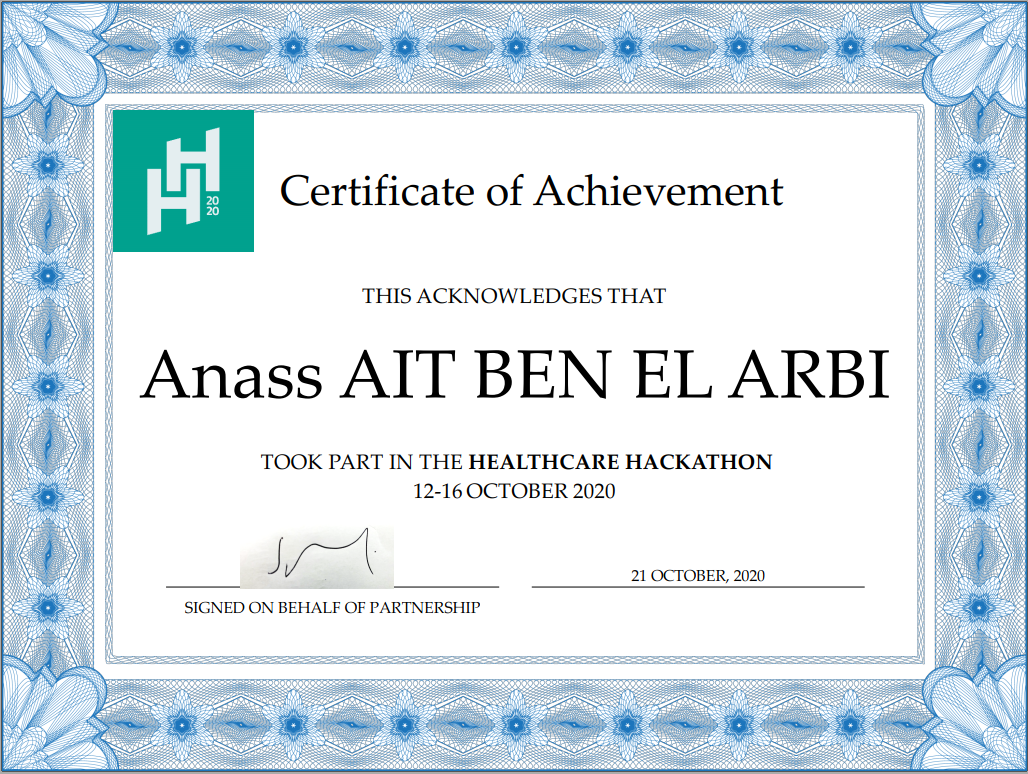 HH
20
20
Certificate of Achievement
THIS ACKNOWLEDGES THAT
Anass AIT BEN EL ARBI
TOOK PART IN THE HEALTHCARE HACKATHON
12-16 OCTOBER 2020
21 OCTOBER, 2020
SIGNED ON BEHALF OF PARTNERSHIP